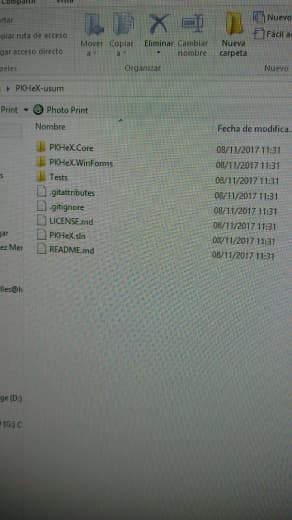 Compartir
Vista
rtar
piar ruta de acceso
gar acceso directo
Mover a
Copiar a
Eliminar
Cambiar nombre
Nueva carpeta
Nuevo
Fácil ac
peles
Organizar
Nuevo
PKHeX-usum
Print
Photo Print
Nombre
Fecha de modifica...
PKHeX.Core 08/11/2017 11:31
PKHeX.WinForms 08/11/2017 11:31
Tests 08/11/2017 11:31
.gitattributes 08/11/2017 11:31
.gitignore 08/11/2017 11:31
LICENSE.md 08/11/2017 11:31
PKHeX.sln 08/11/2017 11:31
README.md 08/11/2017 11:31
gar
ez Mer
lles@h
ge (D:)
(G:) C